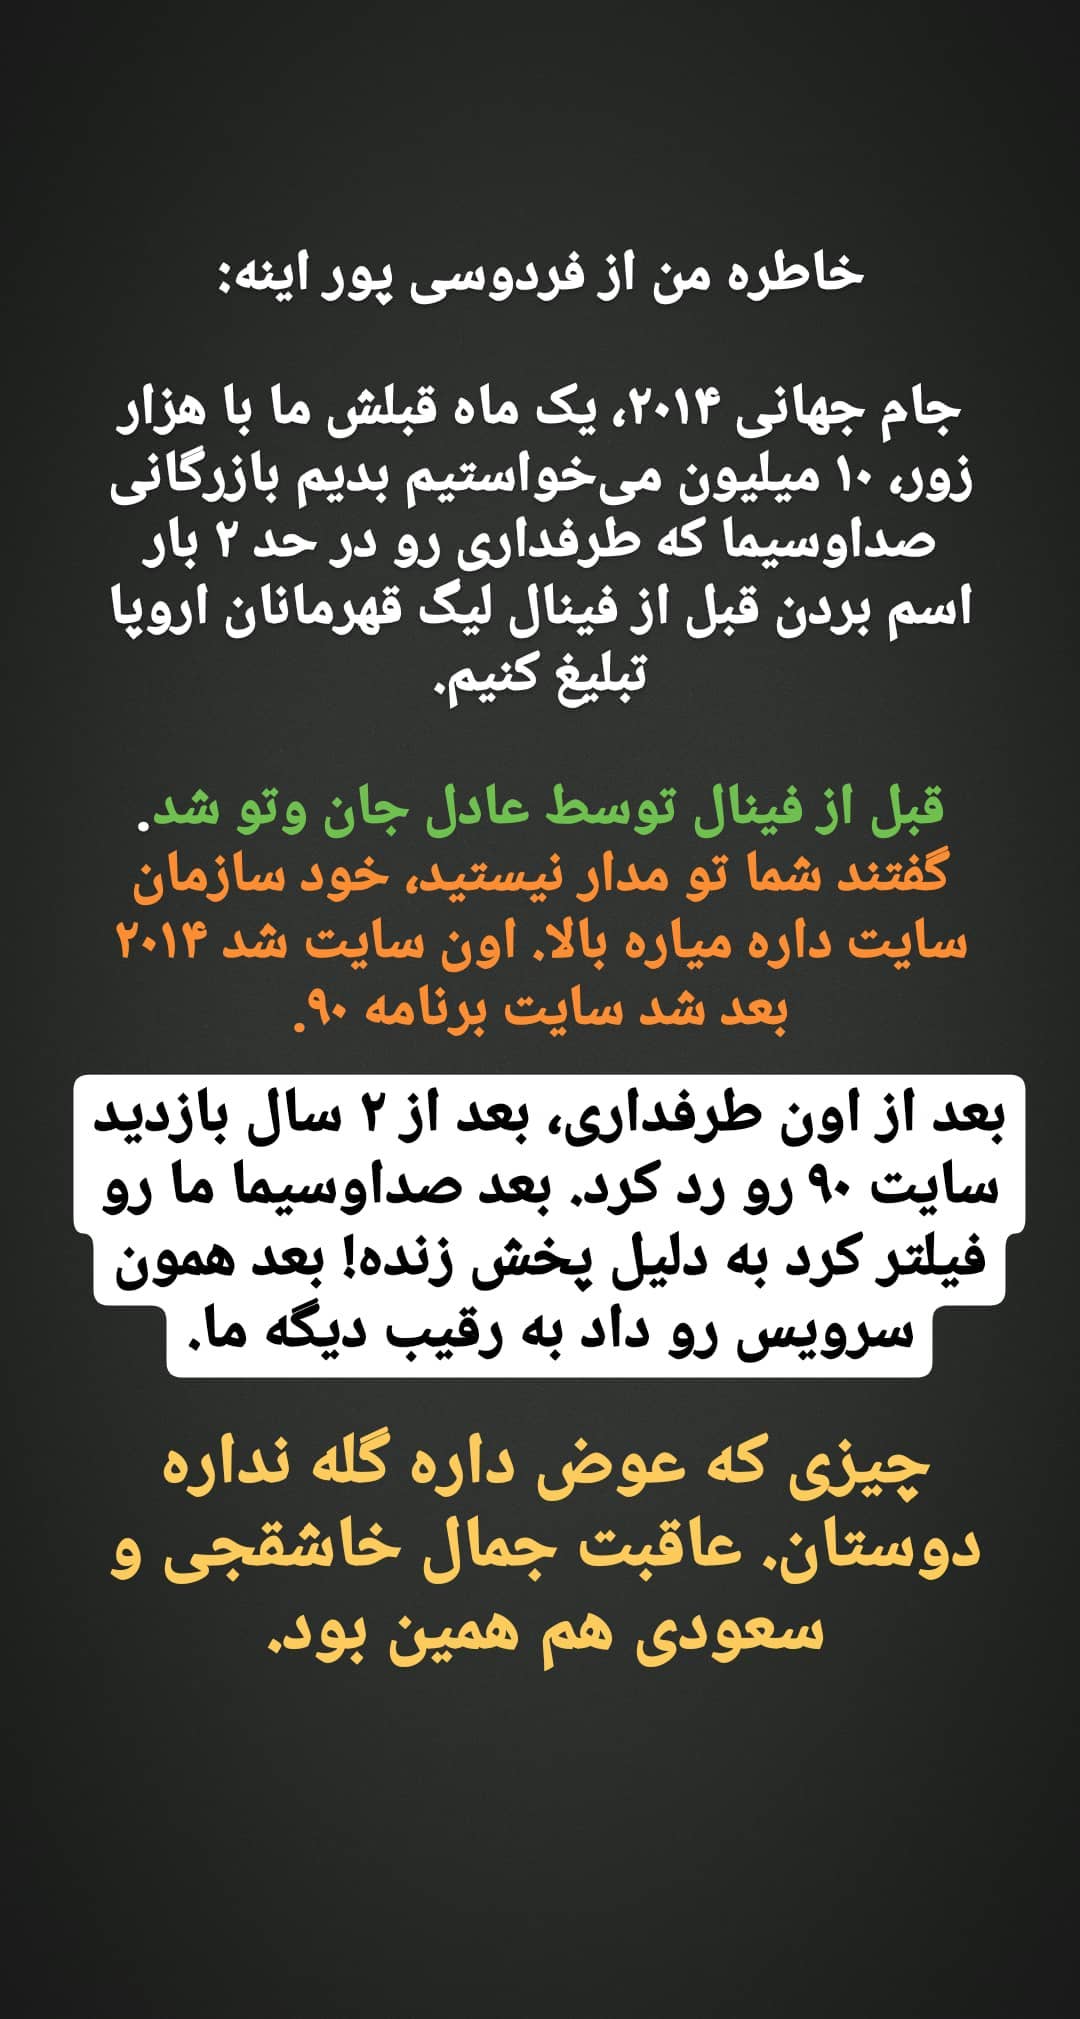 خاطره من از فردوسی پور اینه:
جام جهانی ۲۰۱۴، یک ماه قبلش ما با هزار
زور، ۱۰ میلیون می‌خواستیم بدیم بازرگانی
صداوسیما که طرفداری رو در حد ۲ بار
اسم بردن قبل از فینال لیگ قهرمانان اروپا
تبلیغ کنیم.
قبل از فینال توسط عادل جان وتو شد.
گفتند شما تو مدار نیستید، خود سازمان
سایت داره میاره بالا. اون سایت شد ۲۰۱۴
بعد شد سایت برنامه ۹۰.
بعد از اون طرفداری، بعد از ۲ سال بازدید
سایت ۹۰ رو رد کرد. بعد صداوسیما ما رو
فیلتر کرد به دلیل پخش زنده! بعد همون
سرویس رو داد به رقیب دیگه ما.
چیزی که عوض داره گله نداره
دوستان. عاقبت جمال خاشقجی و
سعودی هم همین بود.